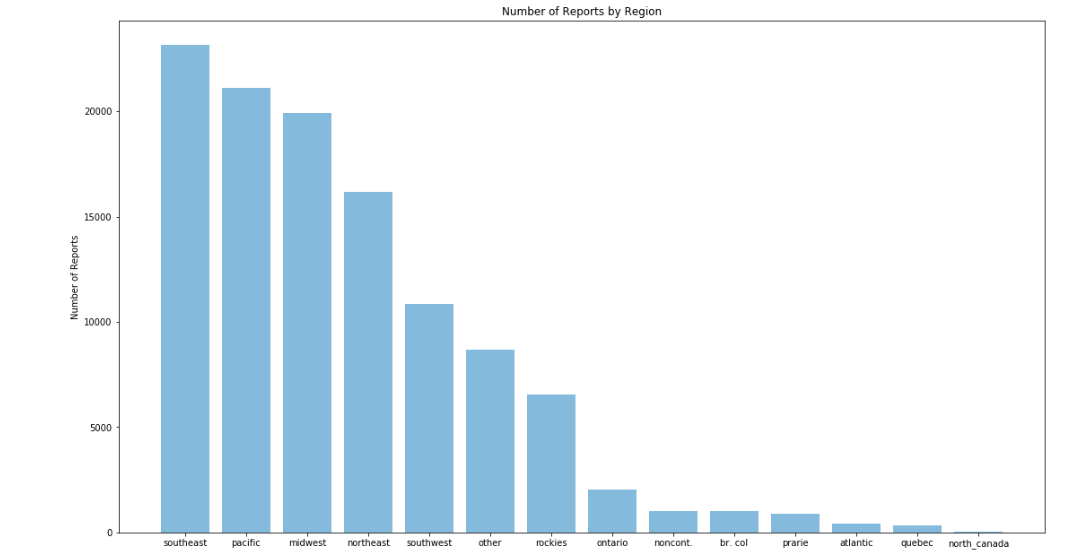 Number of Reports by Region
Number of Reports
20000
15000
10000
5000
0
southeast pacific midwest northeast southwest other rockies ontario noncont. br. col prarie atlantic quebec north_canada